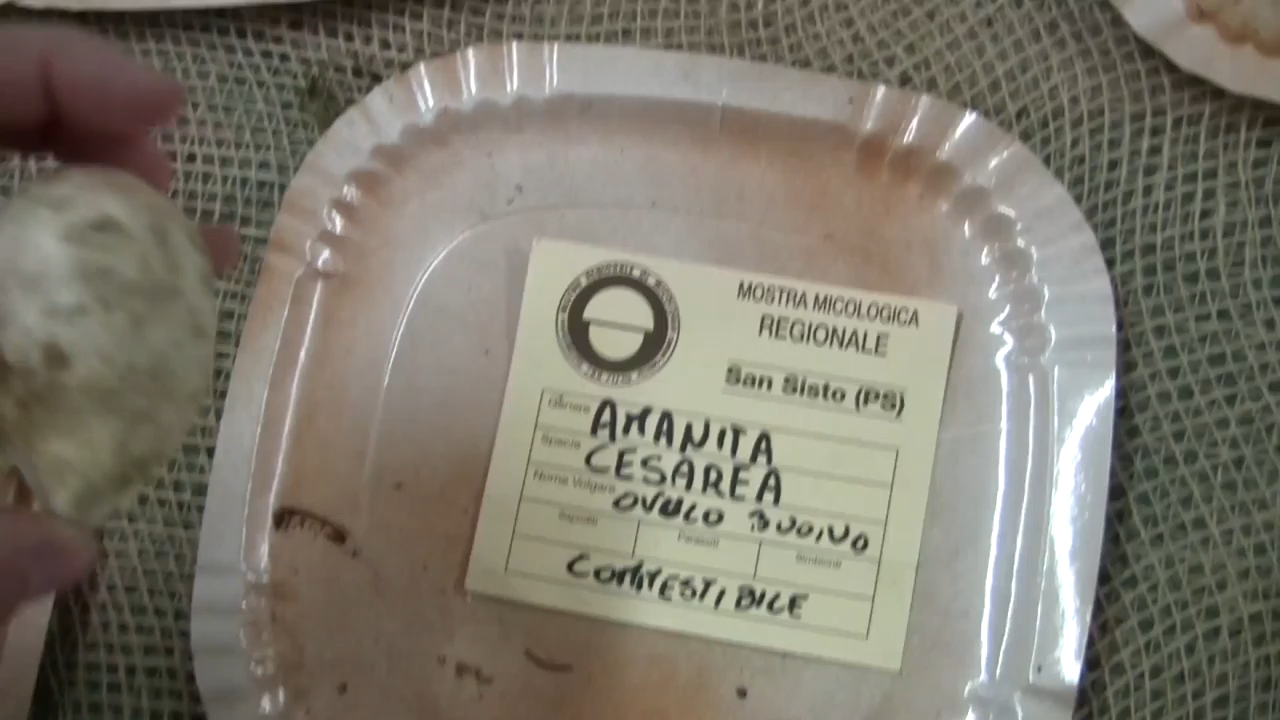 MOSTRA MICOLOGICA
REGIONALE
San Sisto (PS)
Genere AMANITA
Specie CESAREA
Nome Volgare OVULO BUONO
Saprofiti Parassiti Simbionti
COMMESTIBILE